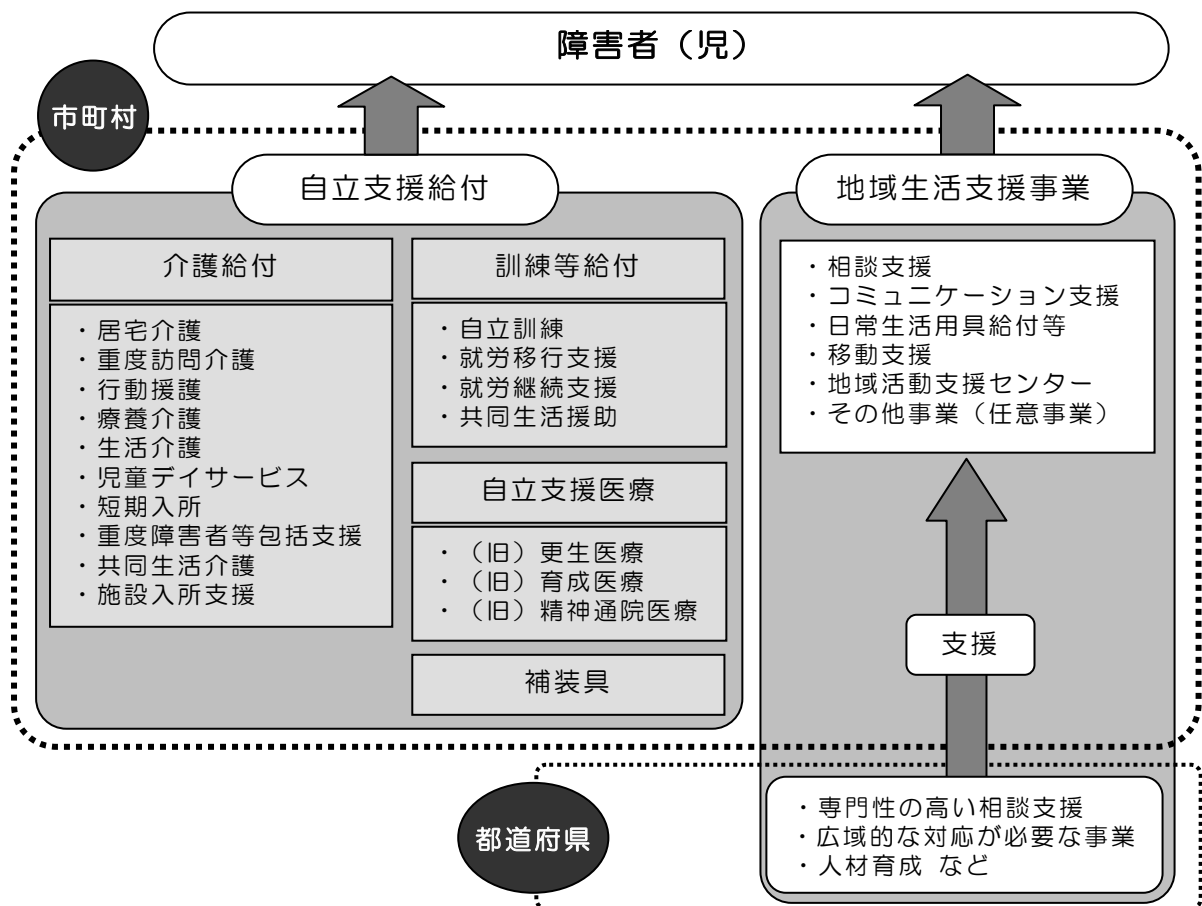 障害者（児）
市町村
自立支援給付
介護給付
・居宅介護
・重度訪問介護
・行動援護
・療養介護
・生活介護
・児童デイサービス
・短期入所
・重度障害者等包括支援
・共同生活介護
・施設入所支援
訓練等給付
・自立訓練
・就労移行支援
・就労継続支援
・共同生活援助
自立支援医療
・（旧）更生医療
・（旧）育成医療
・（旧）精神通院医療
補装具
地域生活支援事業
・相談支援
・コミュニケーション支援
・日常生活用具給付等
・移動支援
・地域活動支援センター
・その他事業（任意事業）
支援
都道府県
・専門性の高い相談支援
・広域的な対応が必要な事業
・人材育成 など